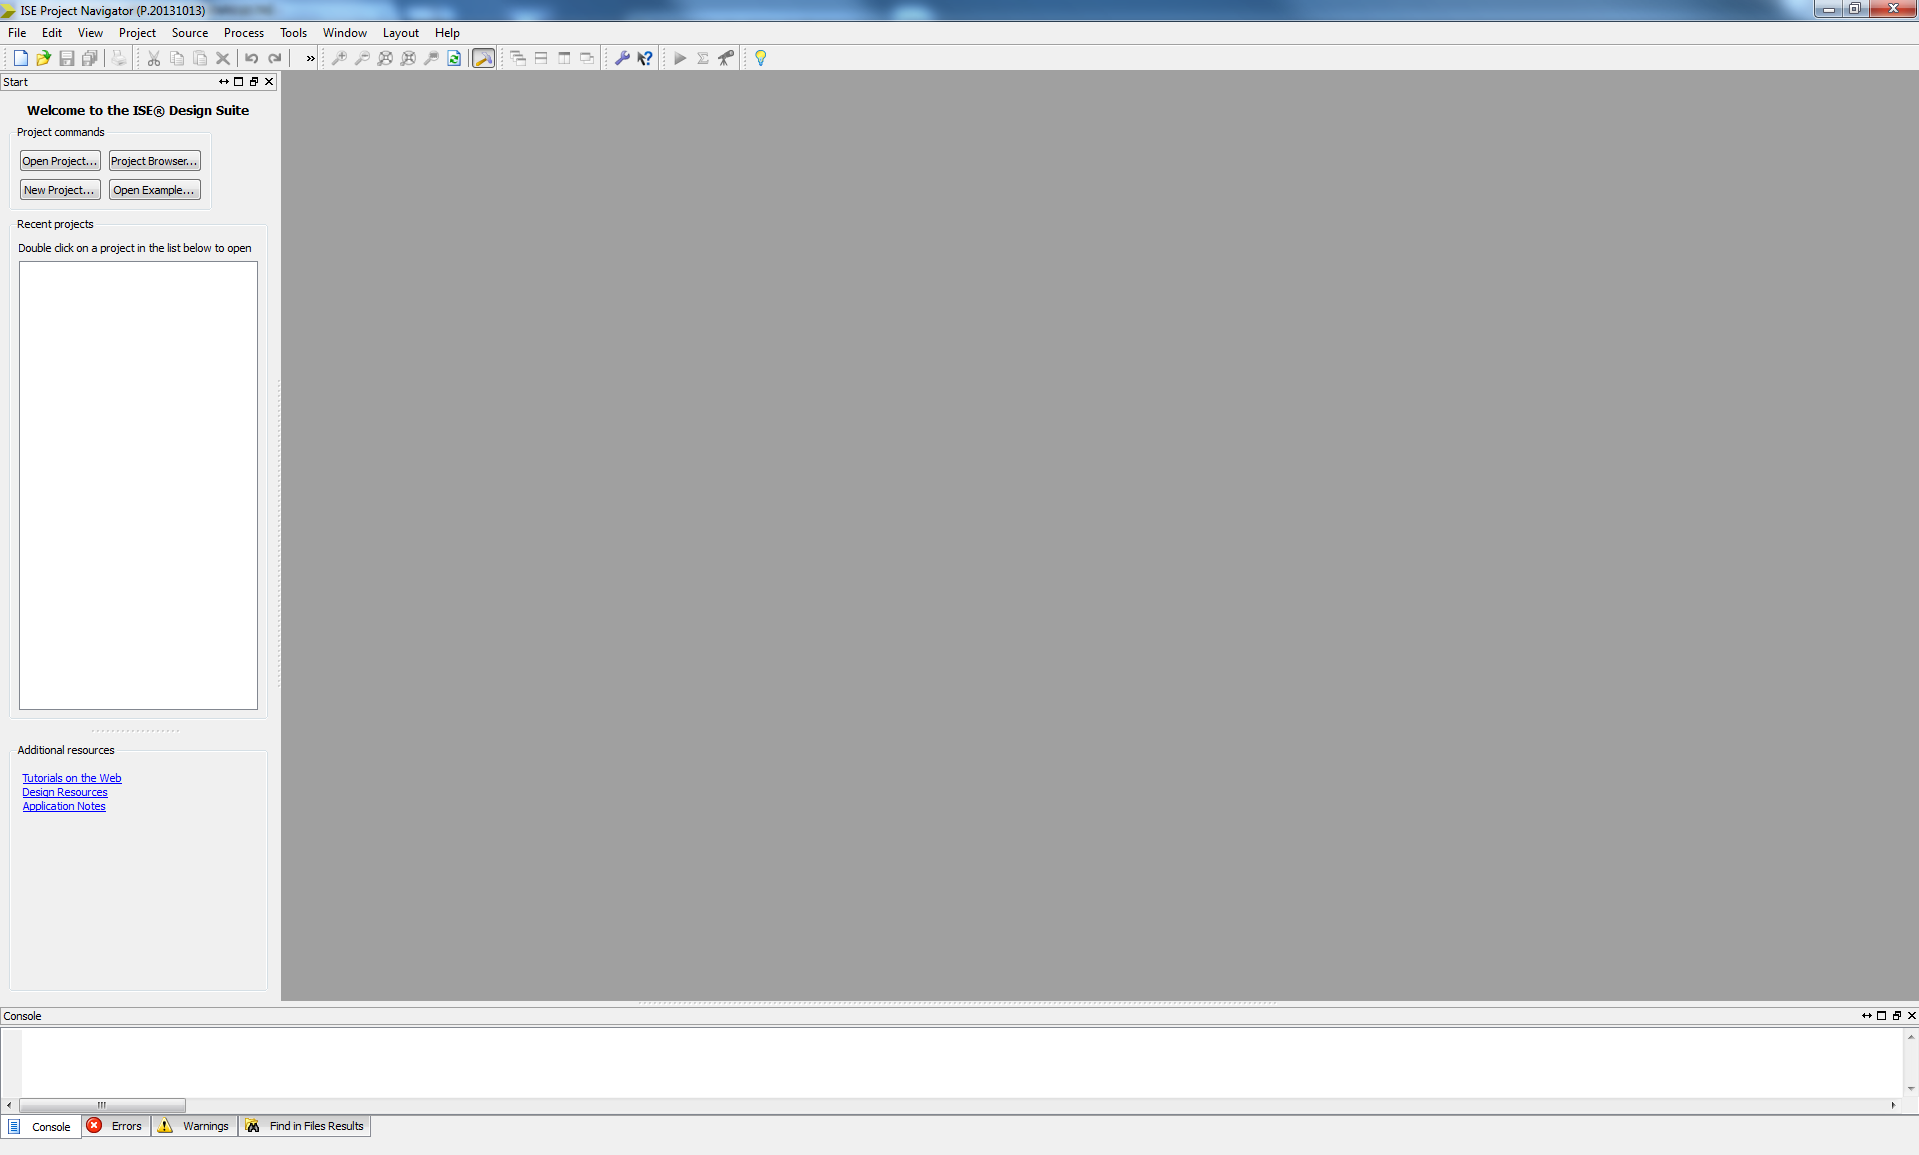 ISE Project Navigator (P.20131013)
File Edit View Project Source Process Tools Window Layout Help
»
Start
Welcome to the ISE® Design Suite
Project commands
Open Project... Project Browser...
New Project... Open Example...
Recent projects
Double click on a project in the list below to open
Additional resources
Tutorials on the Web
Design Resources
Application Notes
Console
Console Errors Warnings Find in Files Results